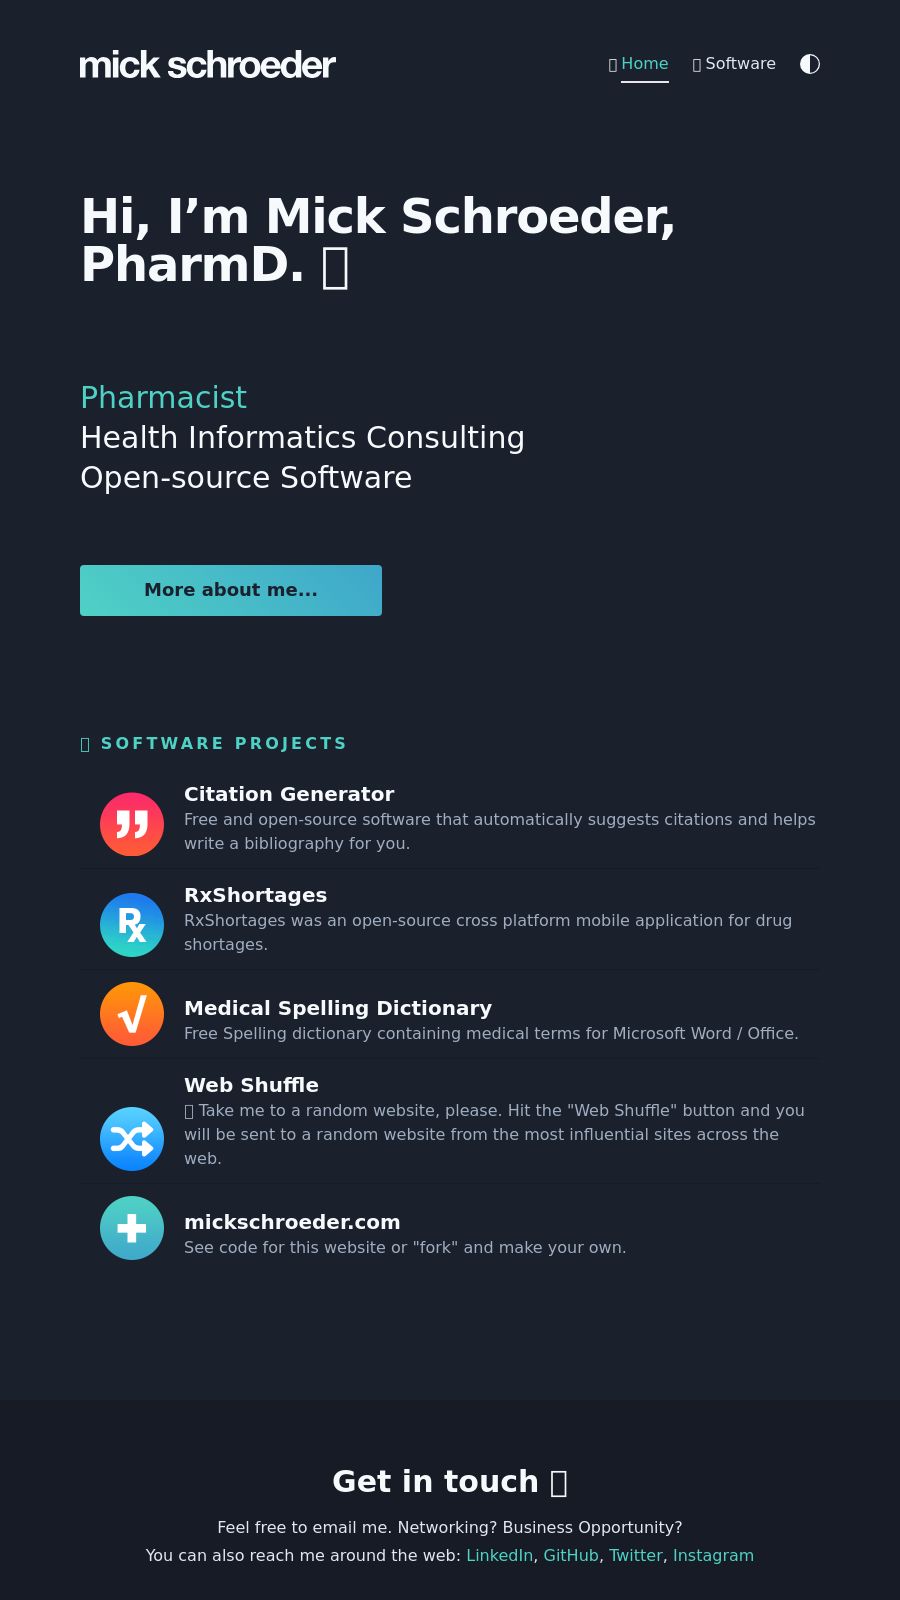 mick schroeder
Home
Software
Hi, I’m Mick Schroeder,
PharmD.
Pharmacist
Health Informatics Consulting
Open-source Software
More about me...
SOFTWARE PROJECTS
Citation Generator
Free and open-source software that automatically suggests citations and helps
write a bibliography for you.
RxShortages
RxShortages was an open-source cross platform mobile application for drug
shortages.
Medical Spelling Dictionary
Free Spelling dictionary containing medical terms for Microsoft Word / Office.
Web Shuffle
Take me to a random website, please. Hit the "Web Shuffle" button and you
will be sent to a random website from the most influential sites across the
web.
mickschroeder.com
See code for this website or "fork" and make your own.
Get in touch
Feel free to email me. Networking? Business Opportunity?
You can also reach me around the web: LinkedIn, GitHub, Twitter, Instagram